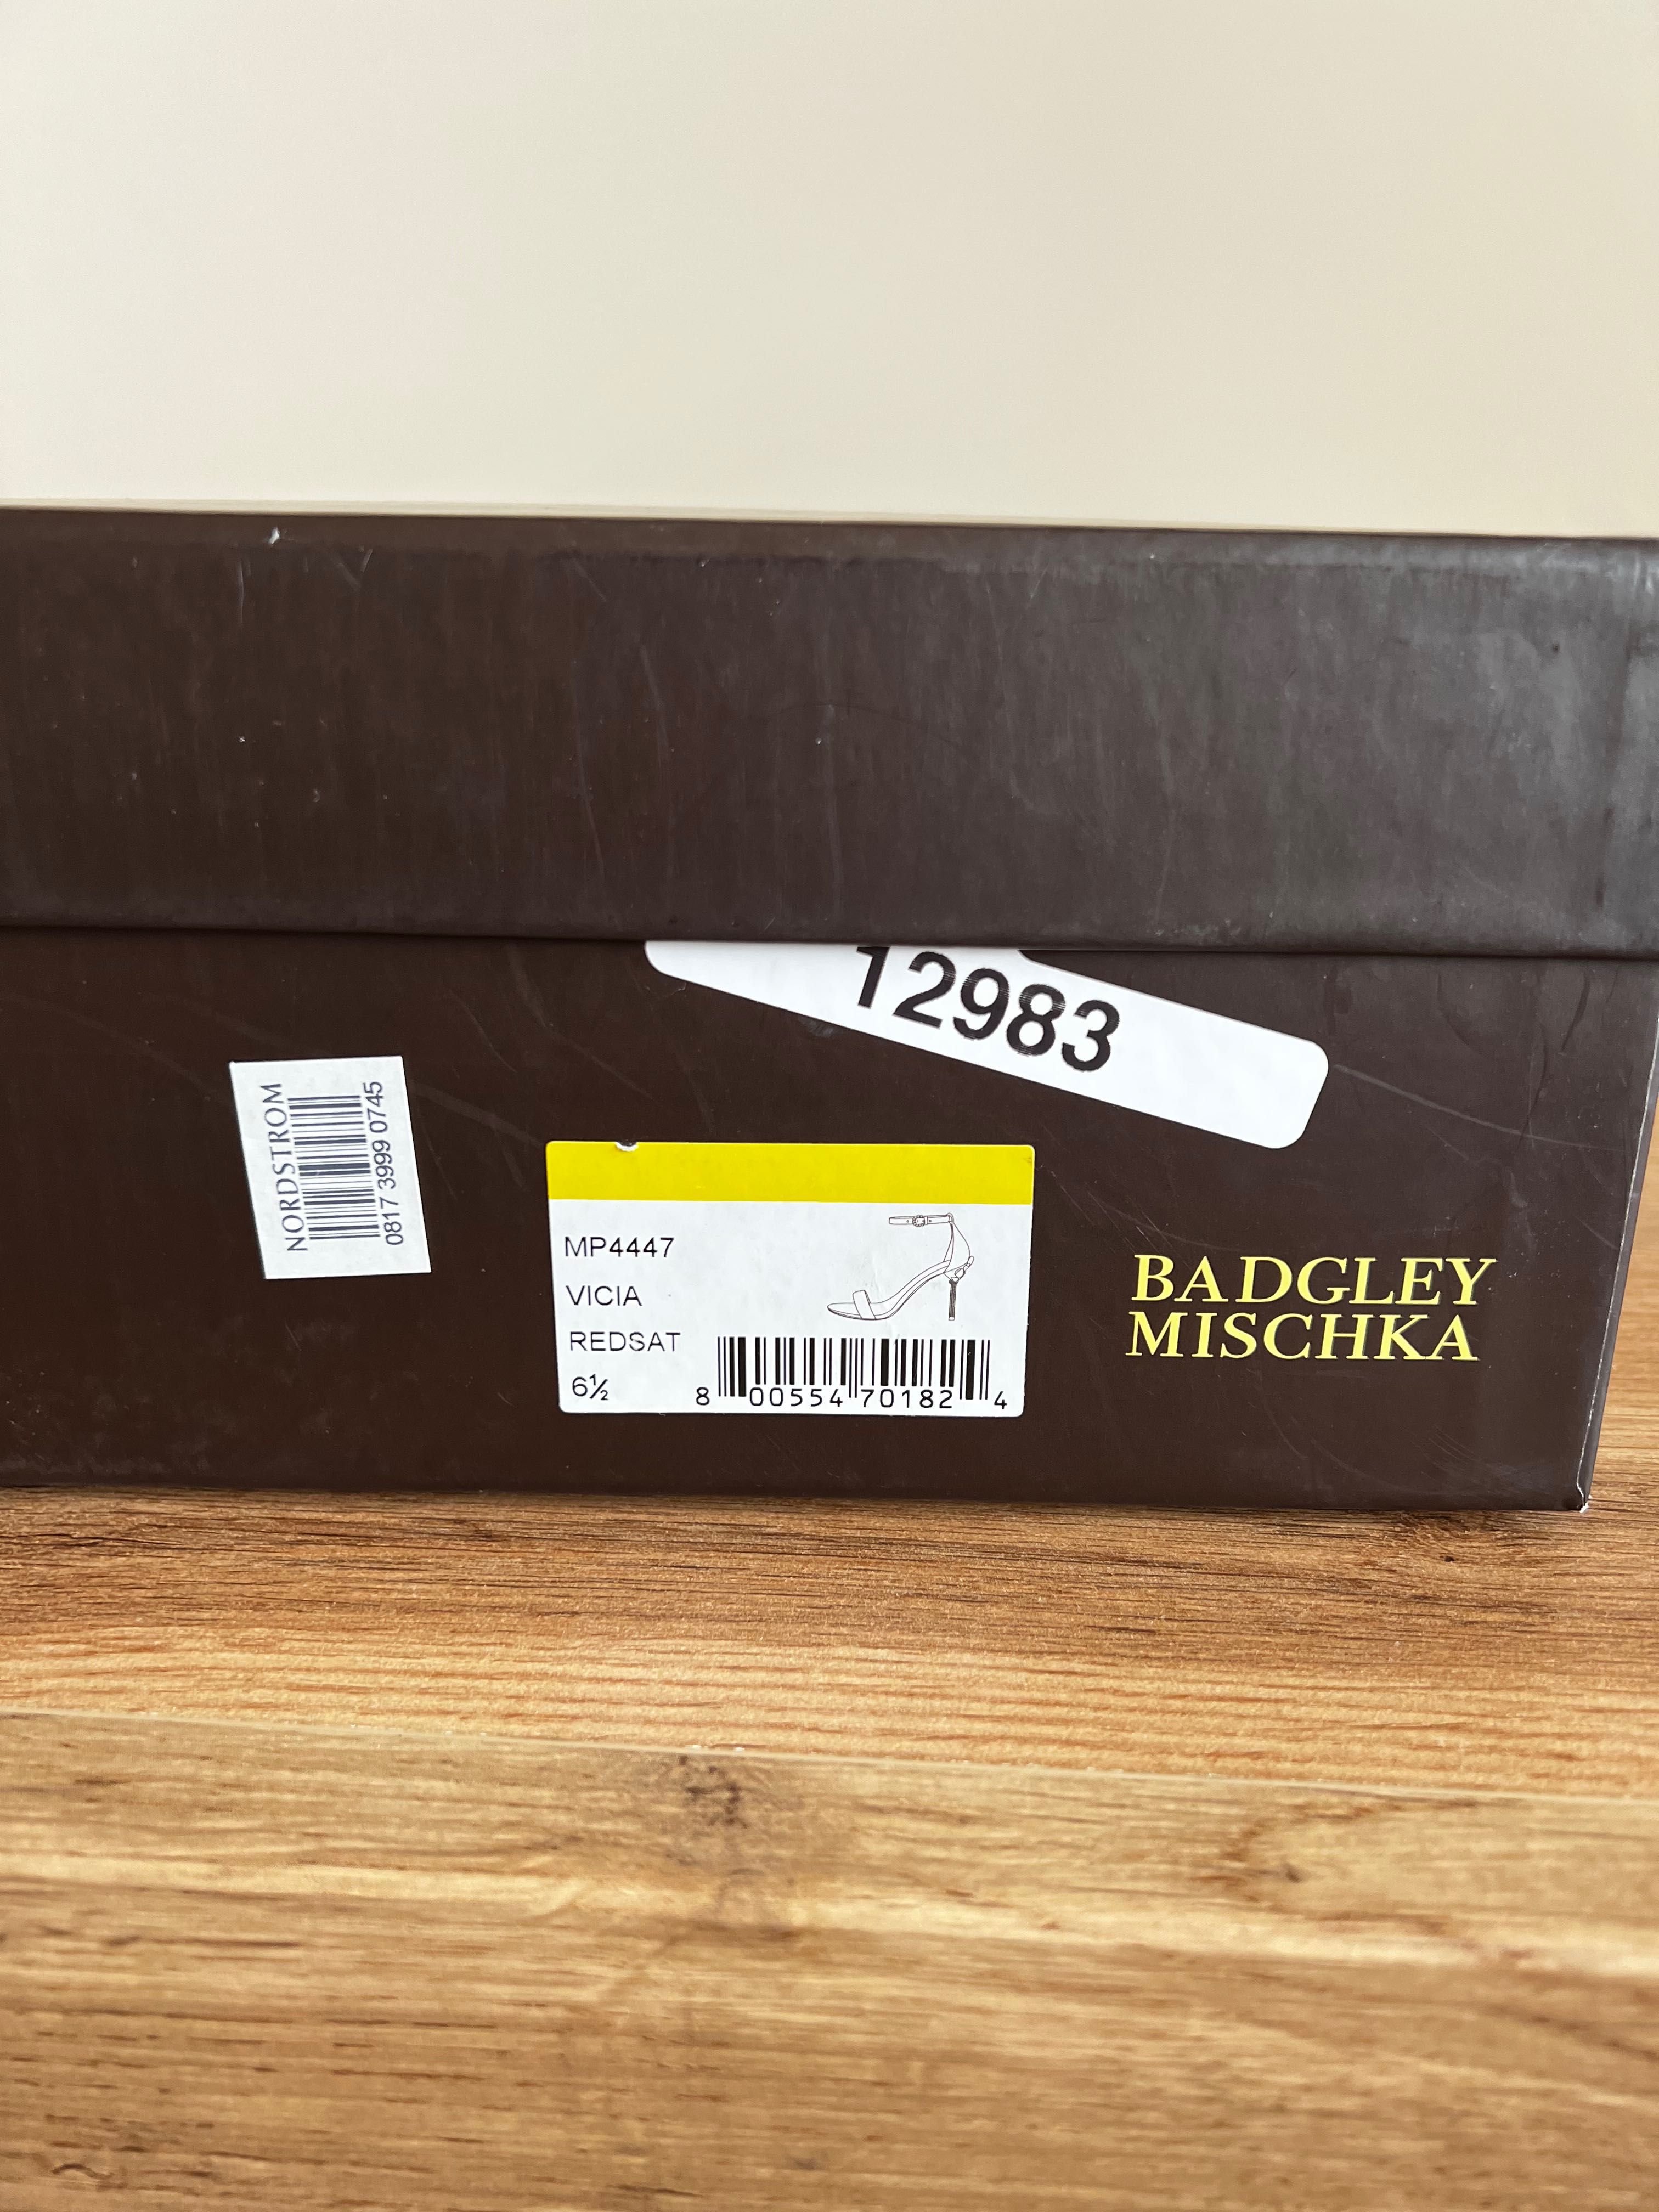 12983
NORDSTROM
0817 3999 0745
MP4447
VICIA
REDSAT
6½
8 00554 70182 4
BADGLEY
MISCHKA